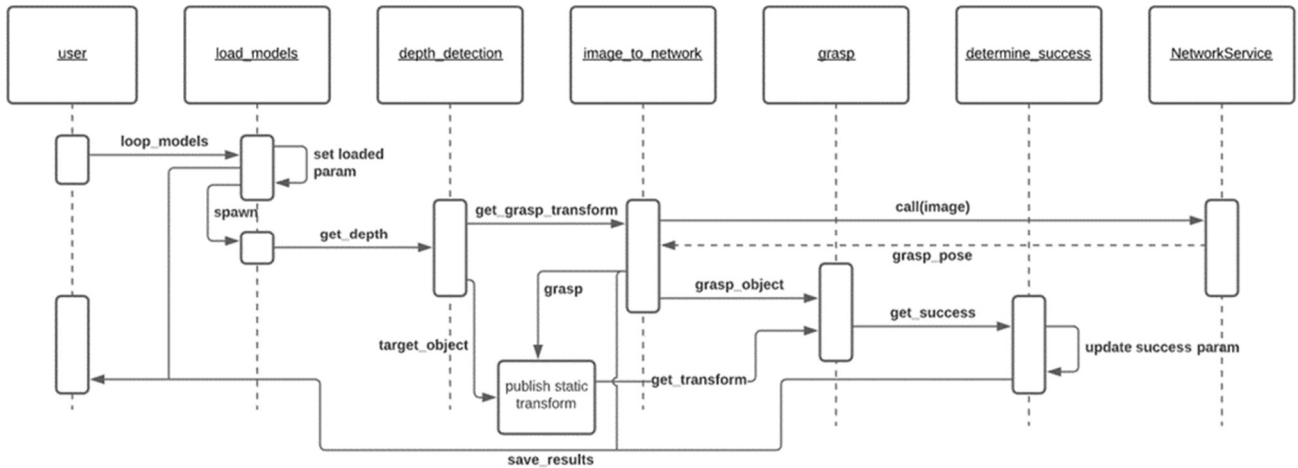 user
load_models
depth_detection
image_to_network
grasp
determine_success
NetworkService
loop_models
set loaded
param
spawn
get_depth
get_grasp_transform
call(image)
grasp_pose
grasp
grasp_object
get_success
target_object
update success param
publish static
transform
get_transform
save_results